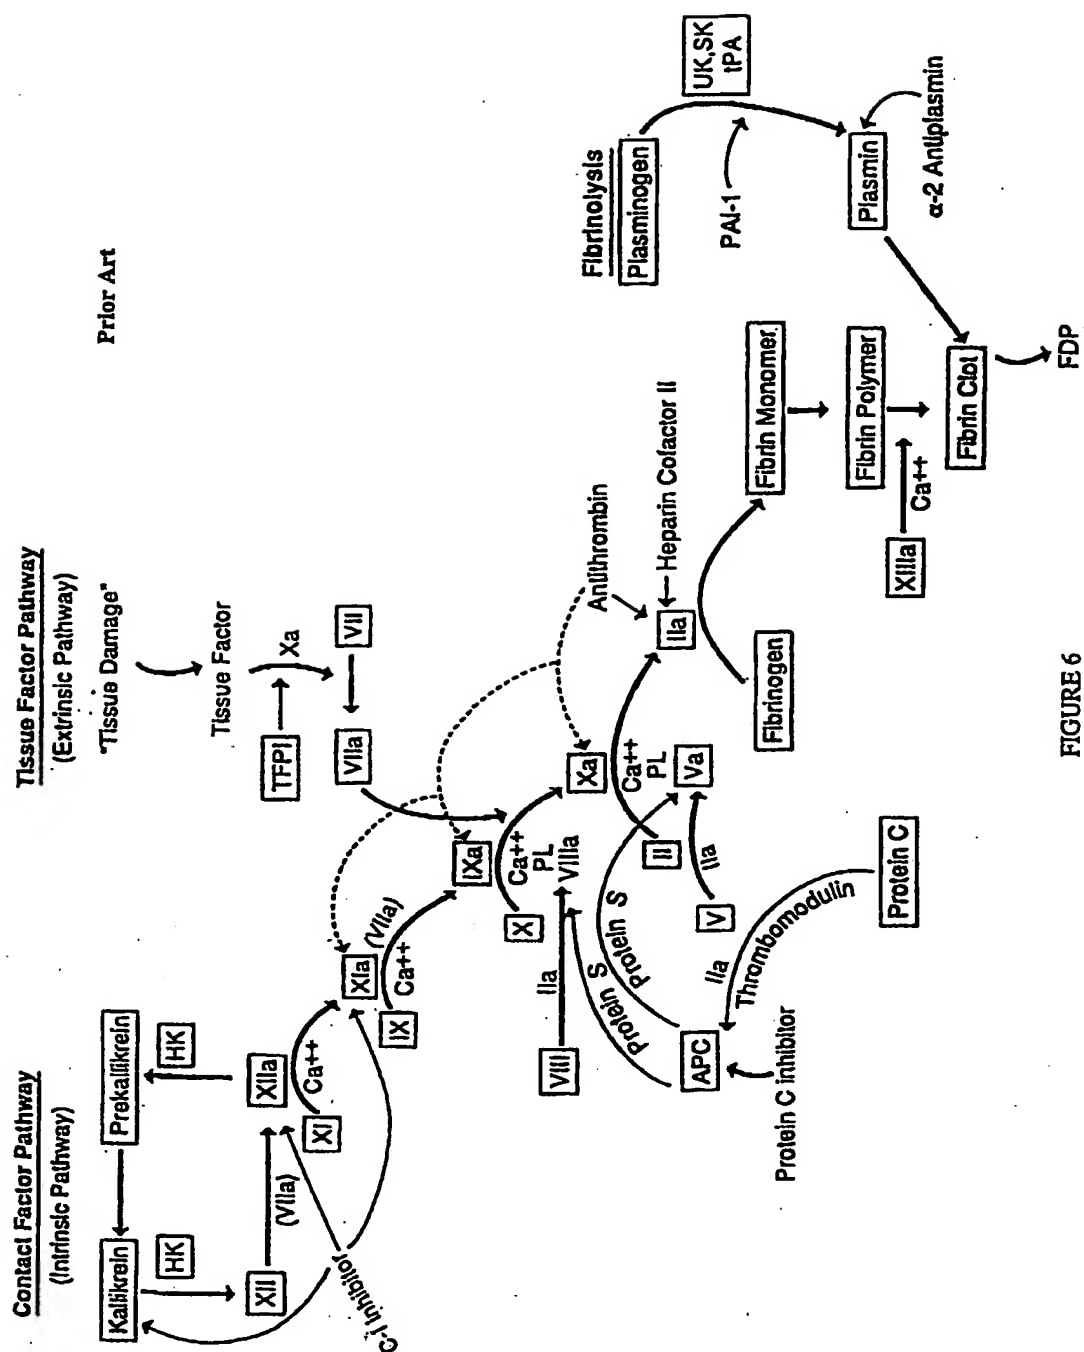 Contact Factor Pathway
(Intrinsic Pathway)
Tissue Factor Pathway
(Extrinsic Pathway)
Prior Art
Kallikrein
Prekallikrein
HK
HK
XII
(VIIa)
XIIa
C-I Inhibitor
XI
Ca++
XIa
(VIIa)
IX
Ca++
IXa
"Tissue Damage"
Tissue Factor
Xa
TFPI
VII
VIIa
X
Ca++
PL
Xa
VIII
IIa
VIIIa
Protein S
Protein S
II
Ca++
PL
IIa
V
IIa
Va
APC
IIa
Thrombomodulin
Protein C inhibitor
Protein C
Antithrombin
Heparin Cofactor II
Fibrinogen
Fibrin Monomer
Fibrin Polymer
XIIIa
Ca++
Fibrin Clot
FDP
Fibrinolysis
Plasminogen
UK,SK
tPA
PAI-1
Plasmin
α-2 Antiplasmin
FIGURE 6